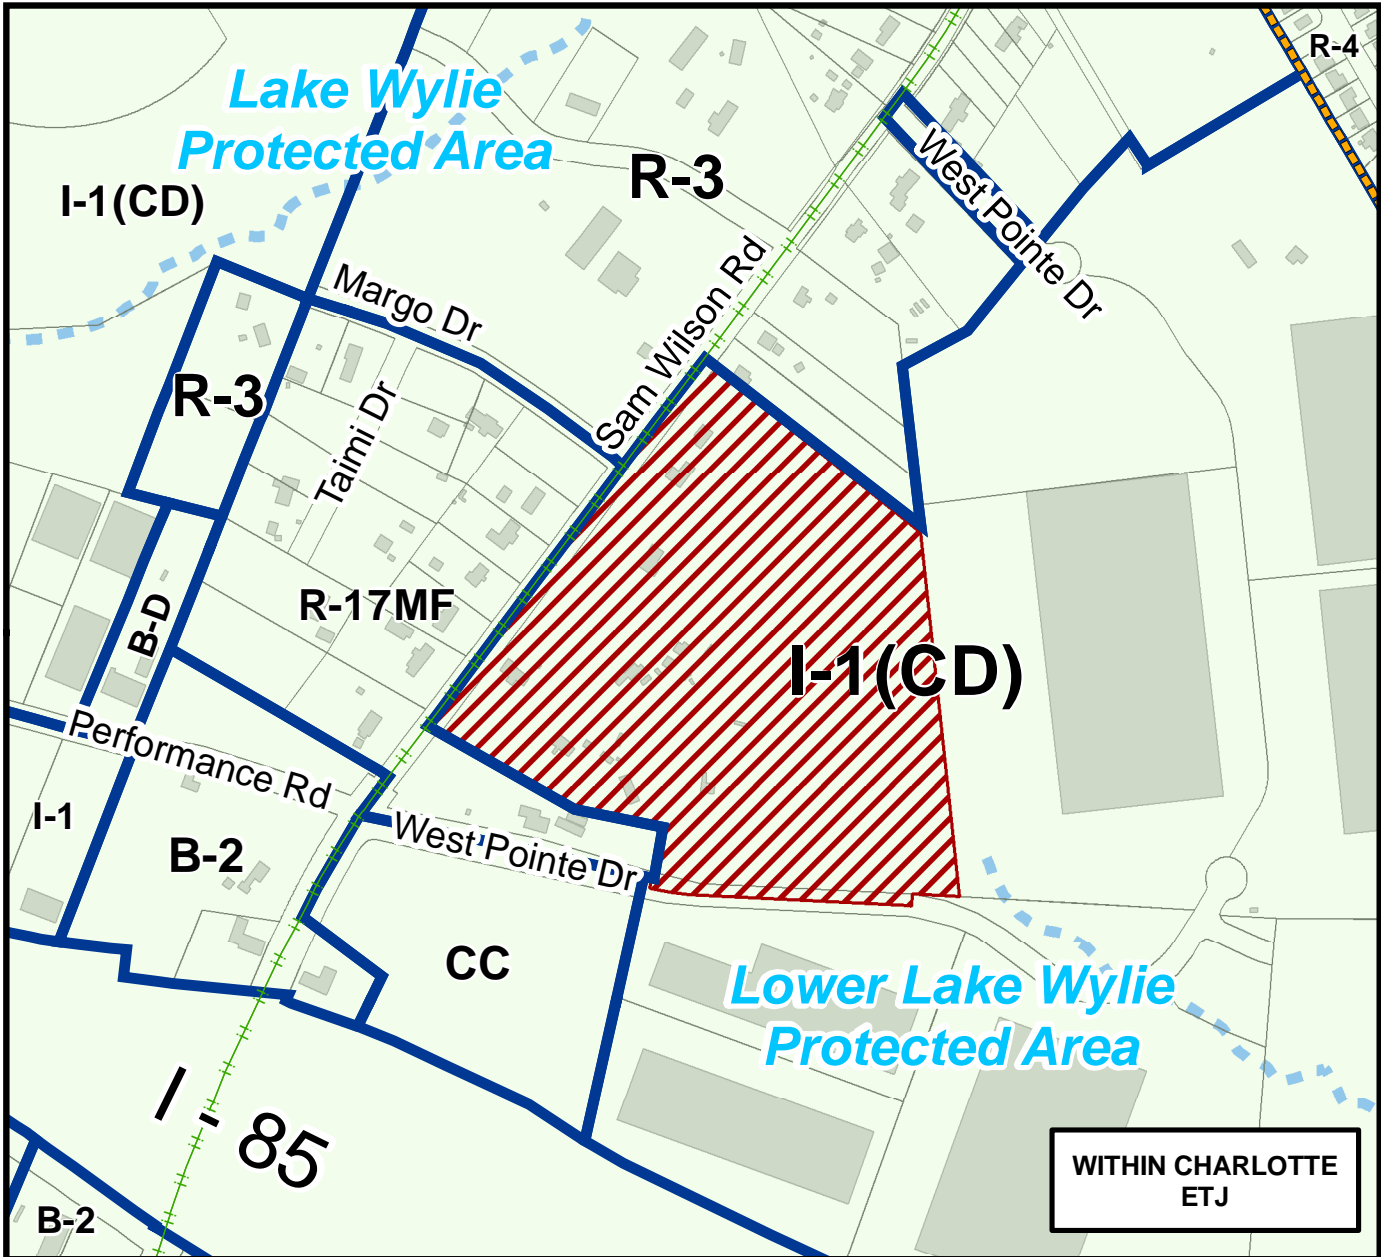 R-4
Lake Wylie
Protected Area
West Pointe Dr
R-3
I-1(CD)
Sam Wilson Rd
Margo Dr
R-3
Taimi Dr
R-17MF
B-D
I-1(CD)
Performance Rd
I-1
West Pointe Dr
B-2
CC
Lower Lake Wylie
Protected Area
I - 85
WITHIN CHARLOTTE
ETJ
B-2